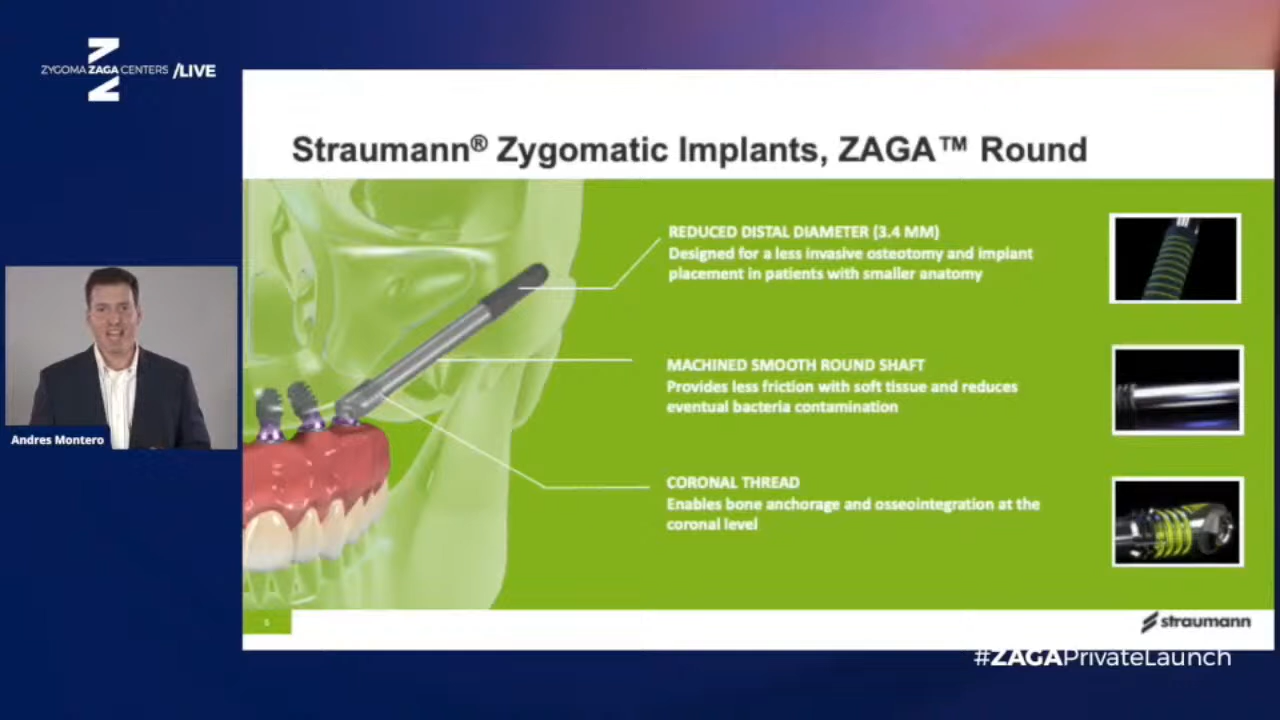 Z
ZYGOMA ZAGA CENTERS /LIVE
Straumann® Zygomatic Implants, ZAGA™ Round
REDUCED DISTAL DIAMETER (3.4 MM)
Designed for a less invasive osteotomy and implant
placement in patients with smaller anatomy
MACHINED SMOOTH ROUND SHAFT
Provides less friction with soft tissue and reduces
eventual bacteria contamination
CORONAL THREAD
Enables bone anchorage and osseointegration at the
coronal level
Andres Montero
5
straumann
#ZAGAPrivateLaunch